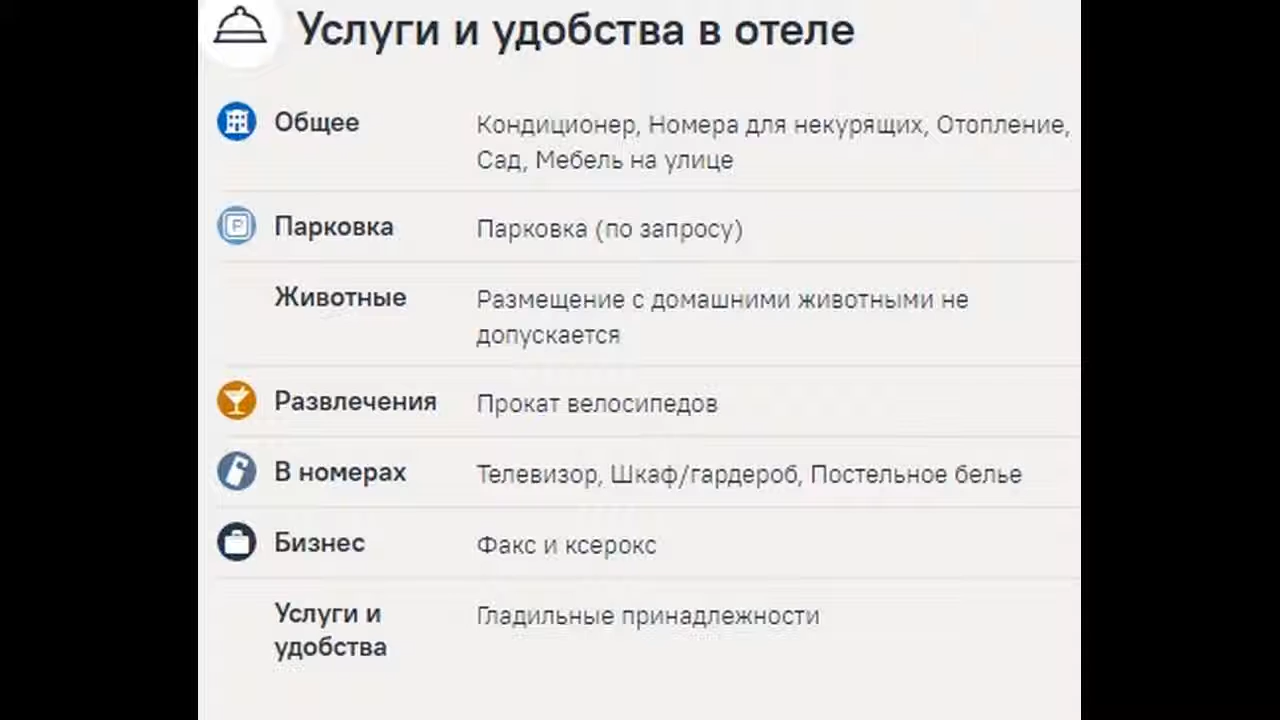 Услуги и удобства в отеле
Общее
Кондиционер, Номера для некурящих, Отопление,
Сад, Мебель на улице
P
Парковка
Парковка (по запросу)
Животные
Размещение с домашними животными не
допускается
Развлечения
Прокат велосипедов
В номерах
Телевизор, Шкаф/гардероб, Постельное белье
Бизнес
Факс и ксерокс
Услуги и
удобства
Гладильные принадлежности